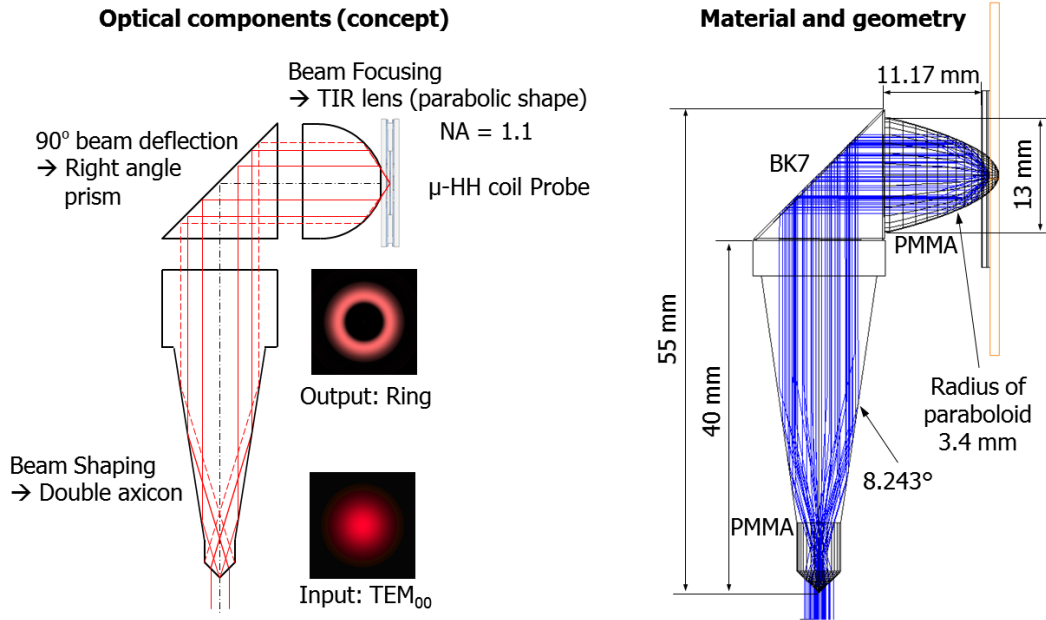 Optical components (concept)
Beam Focusing
→ TIR lens (parabolic shape)
90° beam deflection
→ Right angle
prism
NA = 1.1
μ-HH coil Probe
Output: Ring
Beam Shaping
→ Double axicon
Input: TEM₀₀
Material and geometry
11.17 mm
BK7
13 mm
PMMA
55 mm
40 mm
Radius of
paraboloid
3.4 mm
8.243°
PMMA